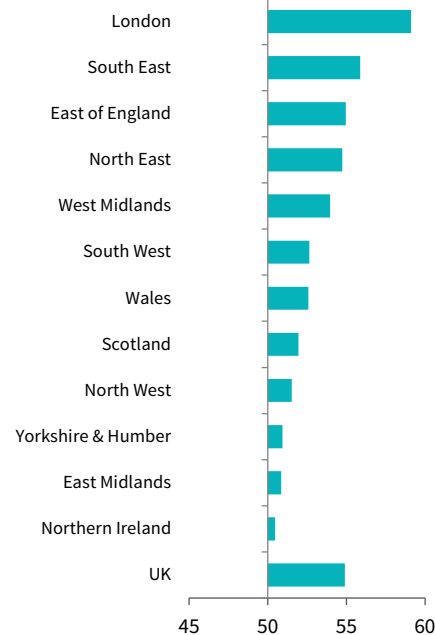 London
South East
East of England
North East
West Midlands
South West
Wales
Scotland
North West
Yorkshire & Humber
East Midlands
Northern Ireland
UK
45 50 55 60